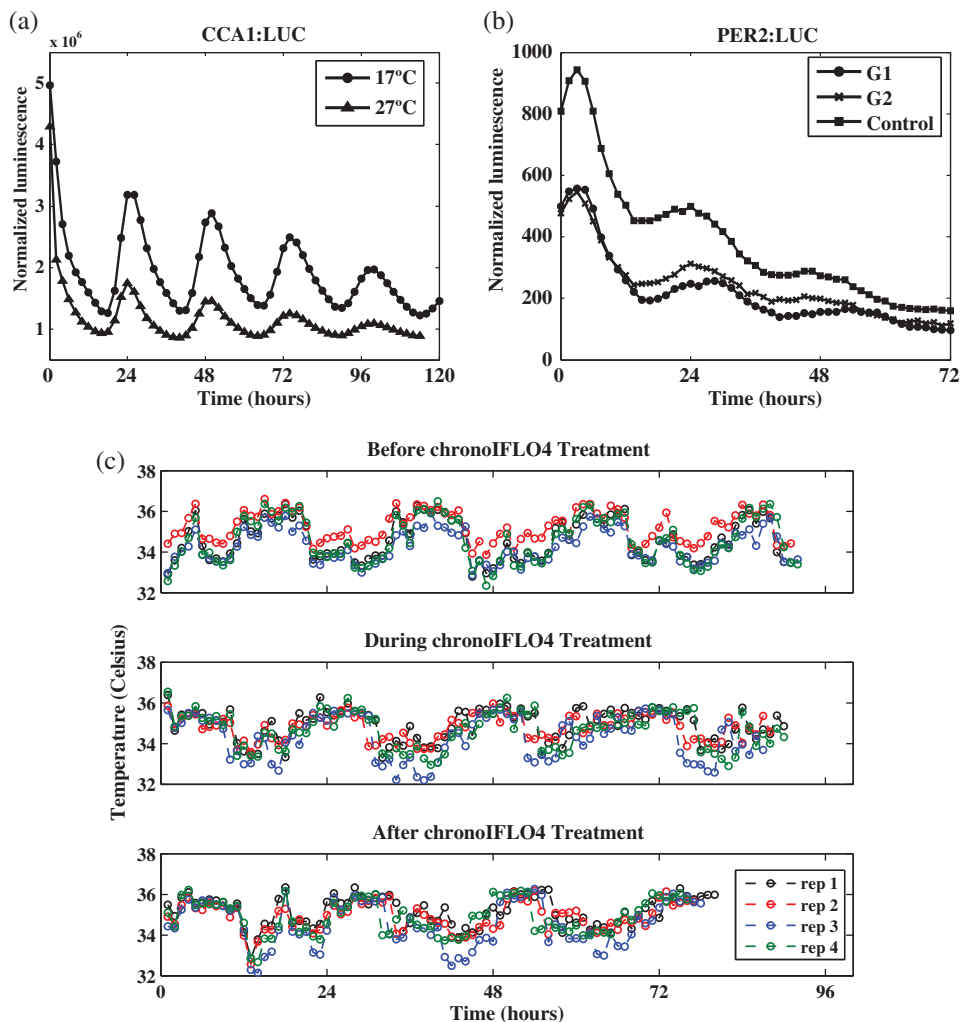 (a)
CCA1:LUC
x 10⁶
5
4
3
2
1
0 24 48 72 96 120
Normalized luminescence
Time (hours)
17ºC
27ºC
(b)
PER2:LUC
1000
800
600
400
200
0
0 24 48 72
Normalized luminescence
Time (hours)
G1
G2
Control
(c)
Before chronoIFLO4 Treatment
38
36
34
32
During chronoIFLO4 Treatment
38
36
34
32
Temperature (Celsius)
After chronoIFLO4 Treatment
38
36
34
32
0 24 48 72 96
Time (hours)
rep 1
rep 2
rep 3
rep 4